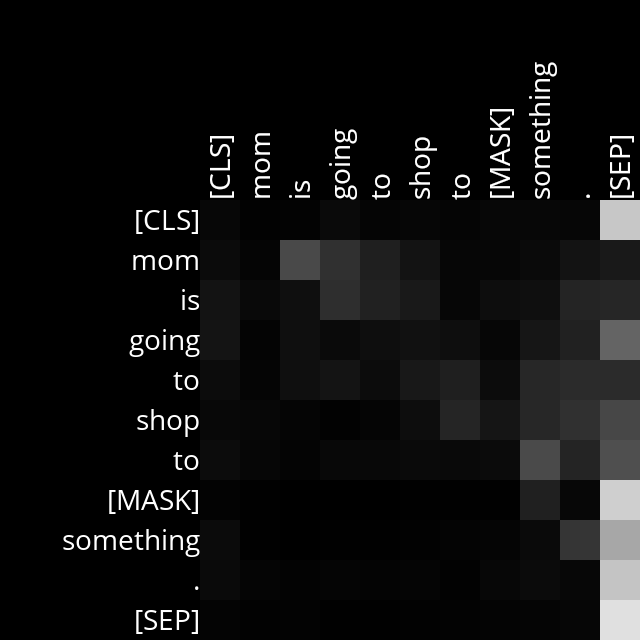 [CLS] mom is going to shop to [MASK] something . [SEP]
[CLS]
mom
is
going
to
shop
to
[MASK]
something
.
[SEP]